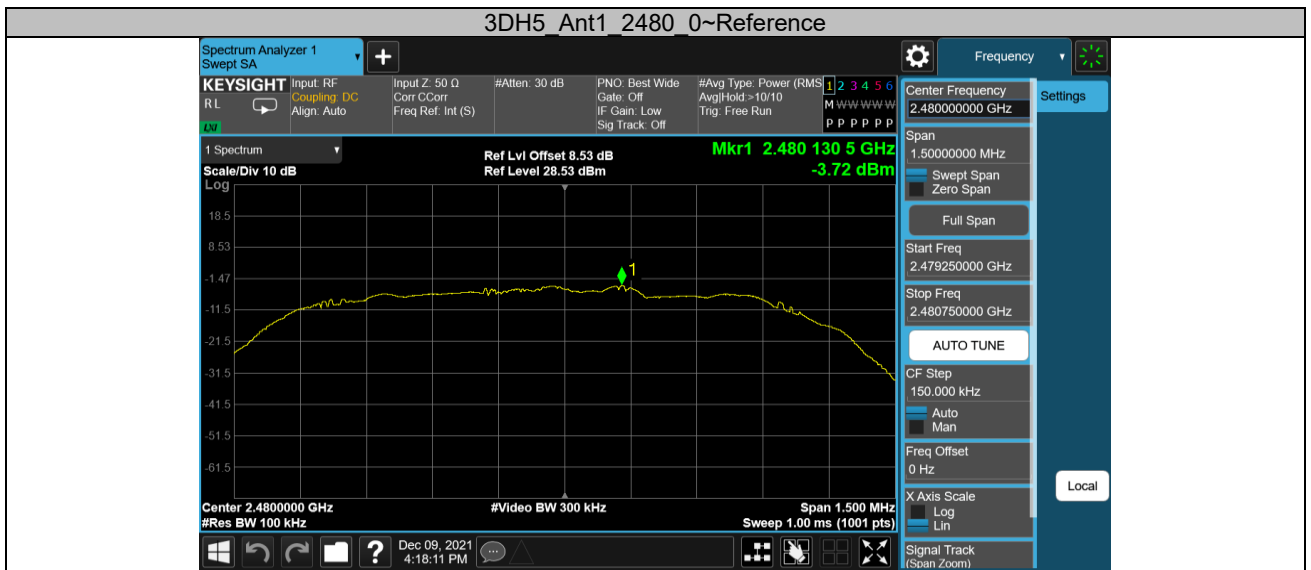 3DH5_Ant1_2480_0~Reference
Spectrum Analyzer 1
Swept SA
+
Frequency
KEYSIGHT
RL
LXI
Input: RF
Coupling: DC
Align: Auto
Input Z: 50 Ω
Corr CCorr
Freq Ref: Int (S)
#Atten: 30 dB
PNO: Best Wide
Gate: Off
IF Gain: Low
Sig Track: Off
#Avg Type: Power (RMS
Avg|Hold:>10/10
Trig: Free Run
1 2 3 4 5 6
M W W W W W
P P P P P P
1 Spectrum
Scale/Div 10 dB
Log
Ref Lvl Offset 8.53 dB
Ref Level 28.53 dBm
Mkr1 2.480 130 5 GHz
-3.72 dBm
18.5
8.53
-1.47
-11.5
-21.5
-31.5
-41.5
-51.5
-61.5
1
Center 2.4800000 GHz
#Res BW 100 kHz
#Video BW 300 kHz
Span 1.500 MHz
Sweep 1.00 ms (1001 pts)
Center Frequency
2.480000000 GHz
Settings
Span
1.50000000 MHz
Swept Span
Zero Span
Full Span
Start Freq
2.479250000 GHz
Stop Freq
2.480750000 GHz
AUTO TUNE
CF Step
150.000 kHz
Auto
Man
Freq Offset
0 Hz
X Axis Scale
Log
Lin
Local
Signal Track
(Span Zoom)
?
Dec 09, 2021
4:18:11 PM